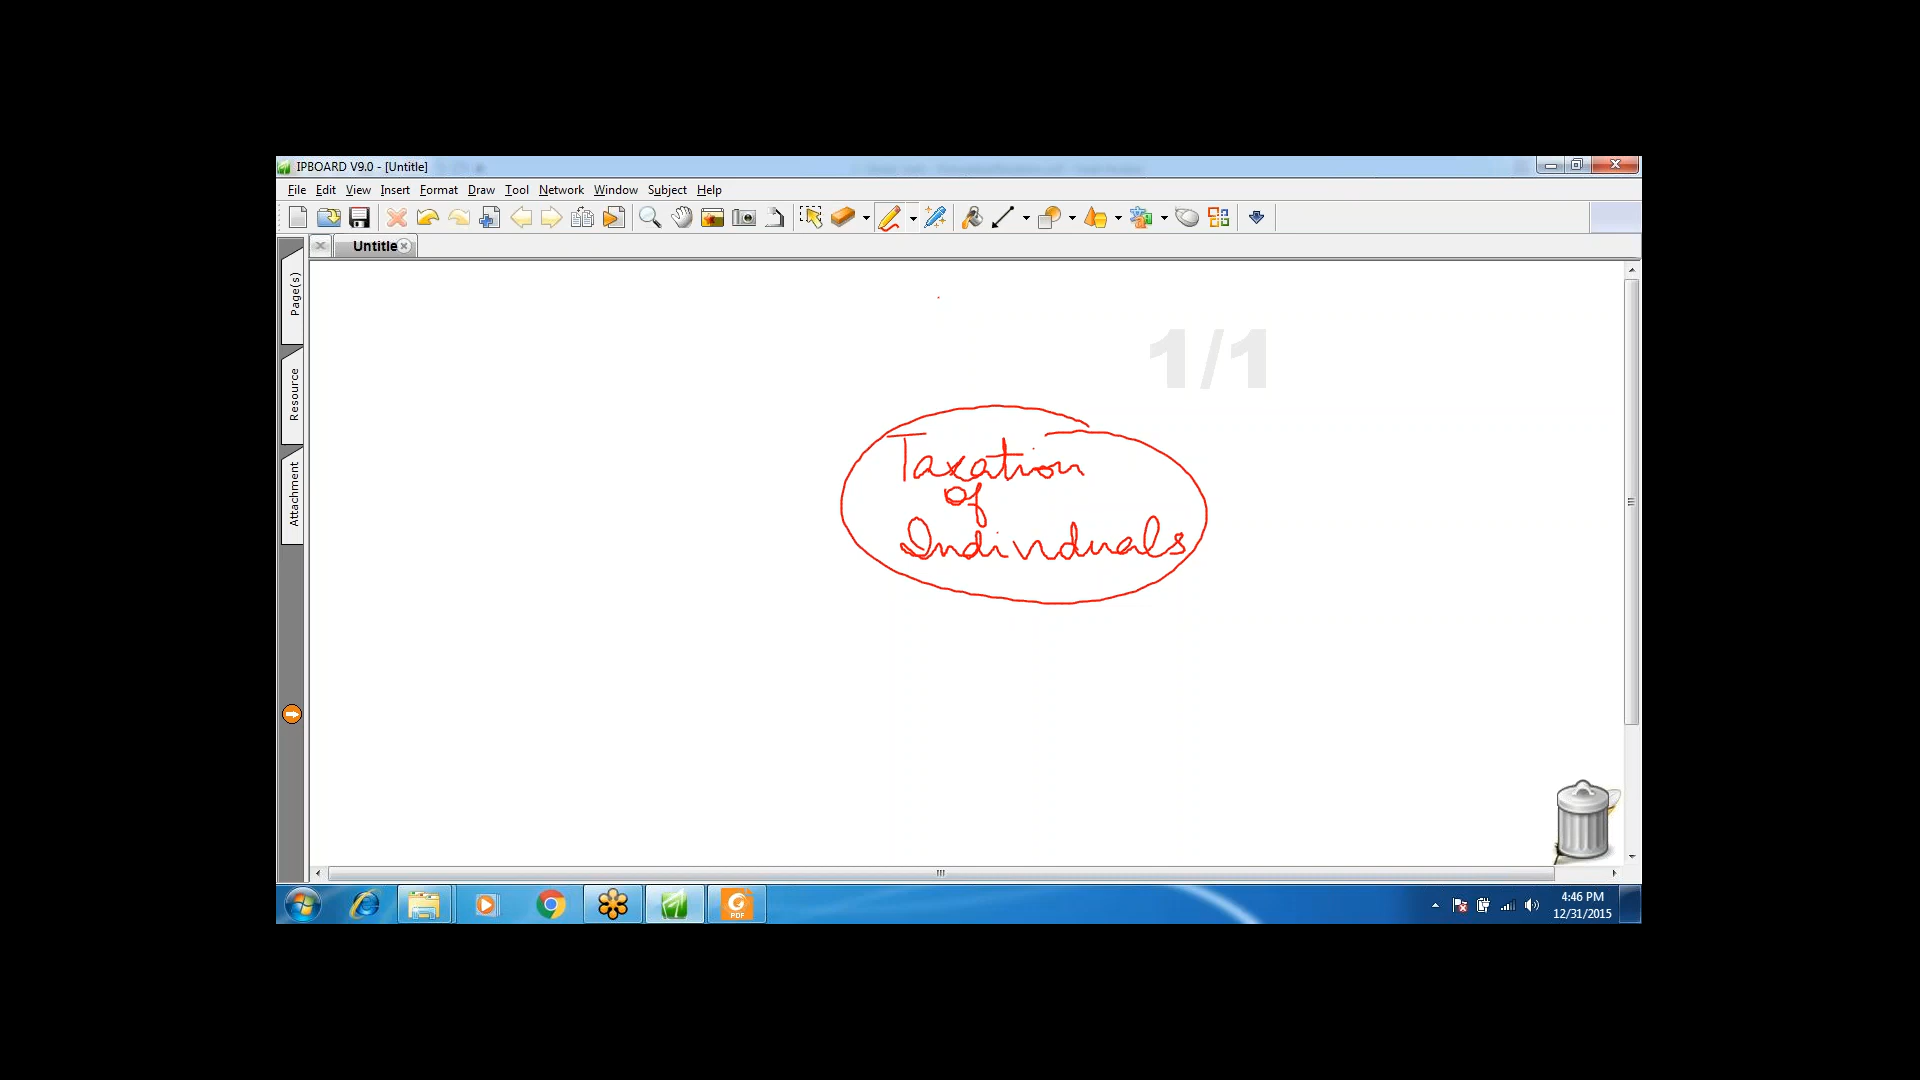 IPBOARD V9.0 - [Untitle]
File Edit View Insert Format Draw Tool Network Window Subject Help
Untitle
Page(s)
Resource
Attachment
1/1
Taxation
of
Individuals
PDF
4:46 PM
12/31/2015